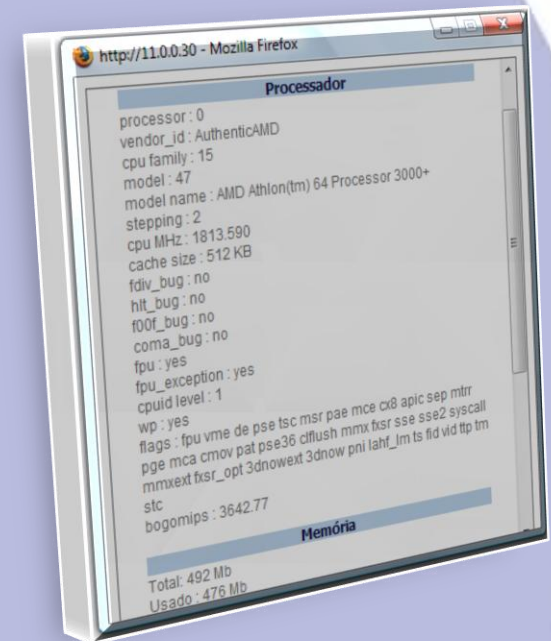 http://11.0.0.30 - Mozilla Firefox
Processador
processor : 0
vendor_id : AuthenticAMD
cpu family : 15
model : 47
model name : AMD Athlon(tm) 64 Processor 3000+
stepping : 2
cpu MHz : 1813.590
cache size : 512 KB
fdiv_bug : no
hlt_bug : no
f00f_bug : no
coma_bug : no
fpu : yes
fpu_exception : yes
cpuid level : 1
wp : yes
flags : fpu vme de pse tsc msr pae mce cx8 apic sep mtrr
pge mca cmov pat pse36 clflush mmx fxsr sse sse2 syscall
mmxext fxsr_opt 3dnowext 3dnow pni lahf_lm ts fid vid ttp tm
stc
bogomips : 3642.77
Memória
Total: 492 Mb
Usado : 476 Mb